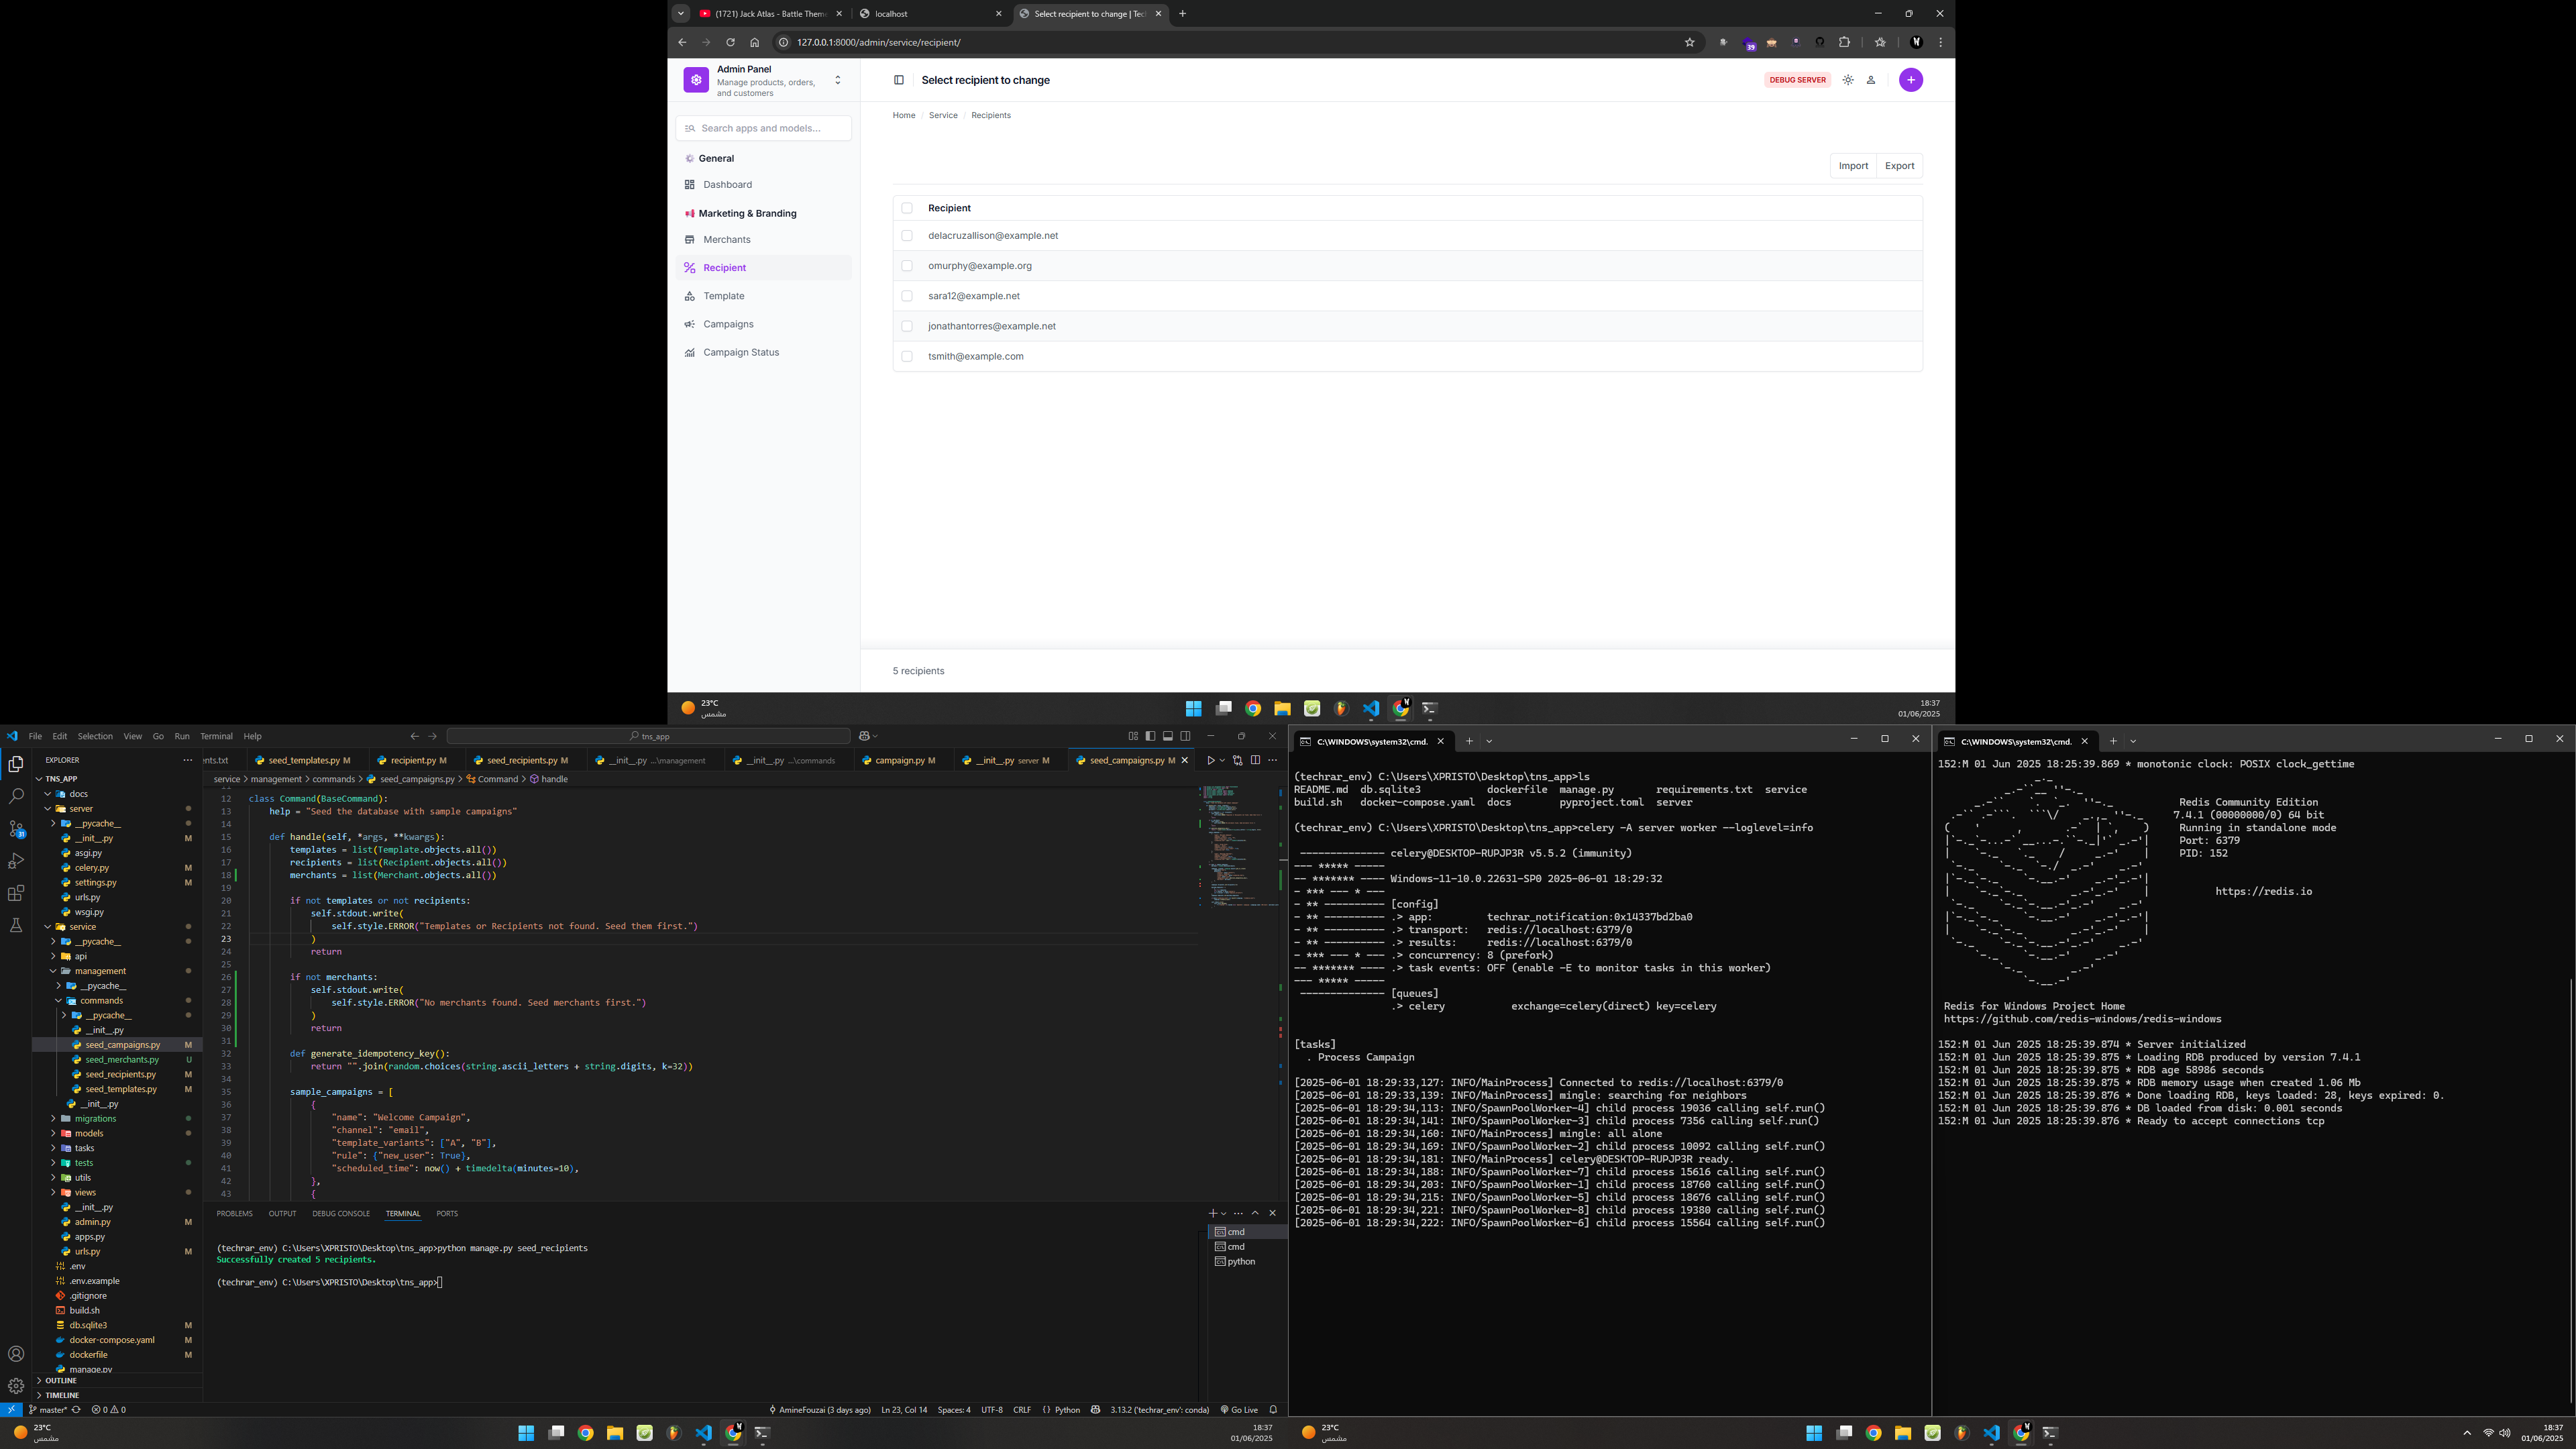 (1721) Jack Atlas - Battle Theme
localhost
Select recipient to change | Tec
127.0.0.1:8000/admin/service/recipient/
39
Admin Panel
Manage products, orders,
and customers
Select recipient to change
DEBUG SERVER
Home / Service / Recipients
Search apps and models...
General
Dashboard
Marketing & Branding
Merchants
Recipient
Template
Campaigns
Campaign Status
Import
Export
Recipient
delacruzallison@example.net
omurphy@example.org
sara12@example.net
jonathantorres@example.net
tsmith@example.com
5 recipients
23°C
مشمس
18:37
01/06/2025
File Edit Selection View Go Run Terminal Help
tns_app
EXPLORER
TNS_APP
docs
server
__pycache__
__init__.py M
asgi.py
celery.py M
settings.py M
urls.py
wsgi.py
service
__pycache__
api
management
__pycache__
commands
__pycache__
__init__.py
seed_campaigns.py M
seed_merchants.py U
seed_recipients.py M
seed_templates.py M
__init__.py
migrations
models
tasks
tests
utils
views
__init__.py
admin.py M
apps.py
urls.py M
.env
.env.example
.gitignore
build.sh
db.sqlite3 M
docker-compose.yaml M
dockerfile M
manage.py
OUTLINE
TIMELINE
31
ents.txt
seed_templates.py M
recipient.py M
seed_recipients.py M
__init__.py ...\management
__init__.py ...\commands
campaign.py M
__init__.py server M
seed_campaigns.py M
service > management > commands > seed_campaigns.py > Command > handle
11
12 class Command(BaseCommand):
13 help = "Seed the database with sample campaigns"
14
15 def handle(self, *args, **kwargs):
16 templates = list(Template.objects.all())
17 recipients = list(Recipient.objects.all())
18 merchants = list(Merchant.objects.all())
19
20 if not templates or not recipients:
21 self.stdout.write(
22 self.style.ERROR("Templates or Recipients not found. Seed them first.")
23 )
24 return
25
26 if not merchants:
27 self.stdout.write(
28 self.style.ERROR("No merchants found. Seed merchants first.")
29 )
30 return
31
32 def generate_idempotency_key():
33 return "".join(random.choices(string.ascii_letters + string.digits, k=32))
34
35 sample_campaigns = [
36 {
37 "name": "Welcome Campaign",
38 "channel": "email",
39 "template_variants": ["A", "B"],
40 "rule": {"new_user": True},
41 "scheduled_time": now() + timedelta(minutes=10),
42 },
43 {
PROBLEMS OUTPUT DEBUG CONSOLE TERMINAL PORTS
(techrar_env) C:\Users\XPRISTO\Desktop\tns_app>python manage.py seed_recipients
Successfully created 5 recipients.
(techrar_env) C:\Users\XPRISTO\Desktop\tns_app>
cmd
cmd
python
master* 0 0
AmineFouzai (3 days ago) Ln 23, Col 14 Spaces: 4 UTF-8 CRLF Python 3.13.2 ('techrar_env': conda) Go Live
23°C
مشمس
18:37
01/06/2025
C:\WINDOWS\system32\cmd.
(techrar_env) C:\Users\XPRISTO\Desktop\tns_app>ls
README.md db.sqlite3 dockerfile manage.py requirements.txt service
build.sh docker-compose.yaml docs pyproject.toml server
(techrar_env) C:\Users\XPRISTO\Desktop\tns_app>celery -A server worker --loglevel=info
-------------- celery@DESKTOP-RUPJP3R v5.5.2 (immunity)
--- ***** -----
-- ******* ---- Windows-11-10.0.22631-SP0 2025-06-01 18:29:32
- *** --- * ---
- ** ---------- [config]
- ** ---------- .> app: techrar_notification:0x14337bd2ba0
- ** ---------- .> transport: redis://localhost:6379/0
- ** ---------- .> results: redis://localhost:6379/0
- *** --- * --- .> concurrency: 8 (prefork)
-- ******* ---- .> task events: OFF (enable -E to monitor tasks in this worker)
--- ***** -----
-------------- [queues]
.> celery exchange=celery(direct) key=celery
[tasks]
. Process Campaign
[2025-06-01 18:29:33,127: INFO/MainProcess] Connected to redis://localhost:6379/0
[2025-06-01 18:29:33,139: INFO/MainProcess] mingle: searching for neighbors
[2025-06-01 18:29:34,113: INFO/SpawnPoolWorker-4] child process 19036 calling self.run()
[2025-06-01 18:29:34,141: INFO/SpawnPoolWorker-3] child process 7356 calling self.run()
[2025-06-01 18:29:34,160: INFO/MainProcess] mingle: all alone
[2025-06-01 18:29:34,169: INFO/SpawnPoolWorker-2] child process 10092 calling self.run()
[2025-06-01 18:29:34,181: INFO/MainProcess] celery@DESKTOP-RUPJP3R ready.
[2025-06-01 18:29:34,188: INFO/SpawnPoolWorker-7] child process 15616 calling self.run()
[2025-06-01 18:29:34,203: INFO/SpawnPoolWorker-1] child process 18760 calling self.run()
[2025-06-01 18:29:34,215: INFO/SpawnPoolWorker-5] child process 18676 calling self.run()
[2025-06-01 18:29:34,221: INFO/SpawnPoolWorker-8] child process 19380 calling self.run()
[2025-06-01 18:29:34,222: INFO/SpawnPoolWorker-6] child process 15564 calling self.run()
C:\WINDOWS\system32\cmd.
152:M 01 Jun 2025 18:25:39.869 * monotonic clock: POSIX clock_gettime
Redis Community Edition
7.4.1 (00000000/0) 64 bit
Running in standalone mode
Port: 6379
PID: 152
https://redis.io
Redis for Windows Project Home
https://github.com/redis-windows/redis-windows
152:M 01 Jun 2025 18:25:39.874 * Server initialized
152:M 01 Jun 2025 18:25:39.875 * Loading RDB produced by version 7.4.1
152:M 01 Jun 2025 18:25:39.875 * RDB age 58986 seconds
152:M 01 Jun 2025 18:25:39.875 * RDB memory usage when created 1.06 Mb
152:M 01 Jun 2025 18:25:39.876 * Done loading RDB, keys loaded: 28, keys expired: 0.
152:M 01 Jun 2025 18:25:39.876 * DB loaded from disk: 0.001 seconds
152:M 01 Jun 2025 18:25:39.876 * Ready to accept connections tcp
23°C
مشمس
18:37
01/06/2025